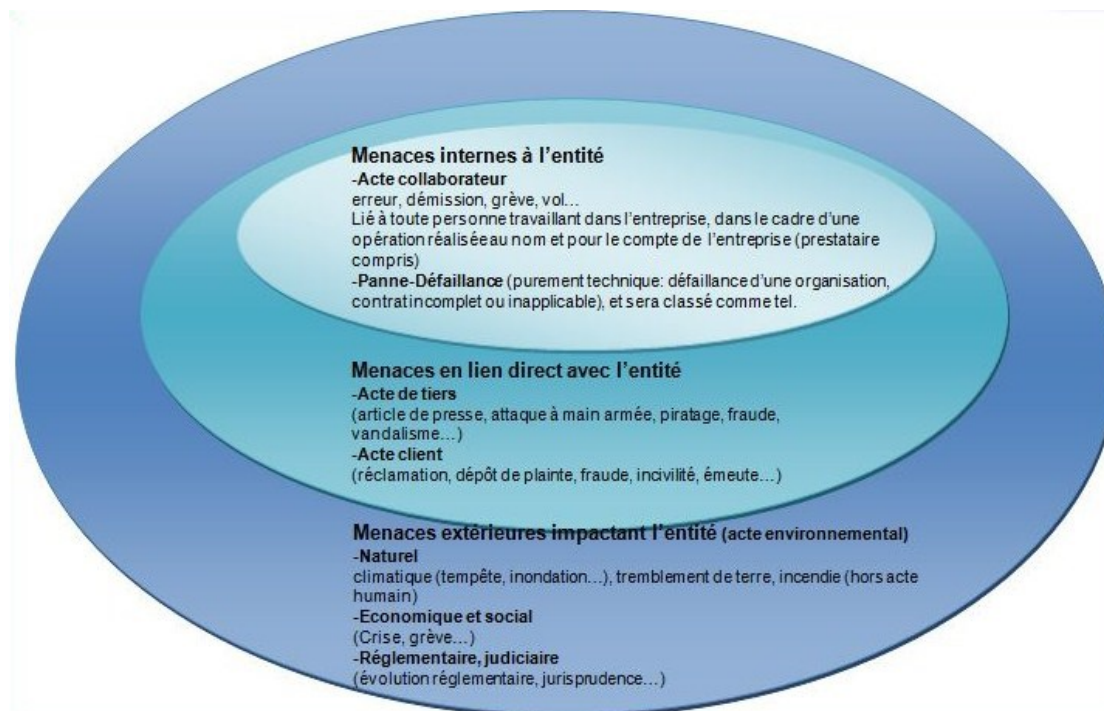 Menaces internes à l'entité
-Acte collaborateur
erreur, démission, grève, vol...
Lié à toute personne travaillant dans l'entreprise, dans le cadre d'une
opération réalisée au nom et pour le compte de l'entreprise (prestataire
compris)
-Panne-Défaillance (purement technique: défaillance d'une organisation,
contrat incomplet ou inapplicable), et sera classé comme tel.
Menaces en lien direct avec l'entité
-Acte de tiers
(article de presse, attaque à main armée, piratage, fraude,
vandalisme...)
-Acte client
(réclamation, dépôt de plainte, fraude, incivilité, émeute...)
Menaces extérieures impactant l'entité (acte environnemental)
-Naturel
climatique (tempête, inondation...), tremblement de terre, incendie (hors acte
humain)
-Economique et social
(Crise, grève...)
-Réglementaire, judiciaire
(évolution réglementaire, jurisprudence...)